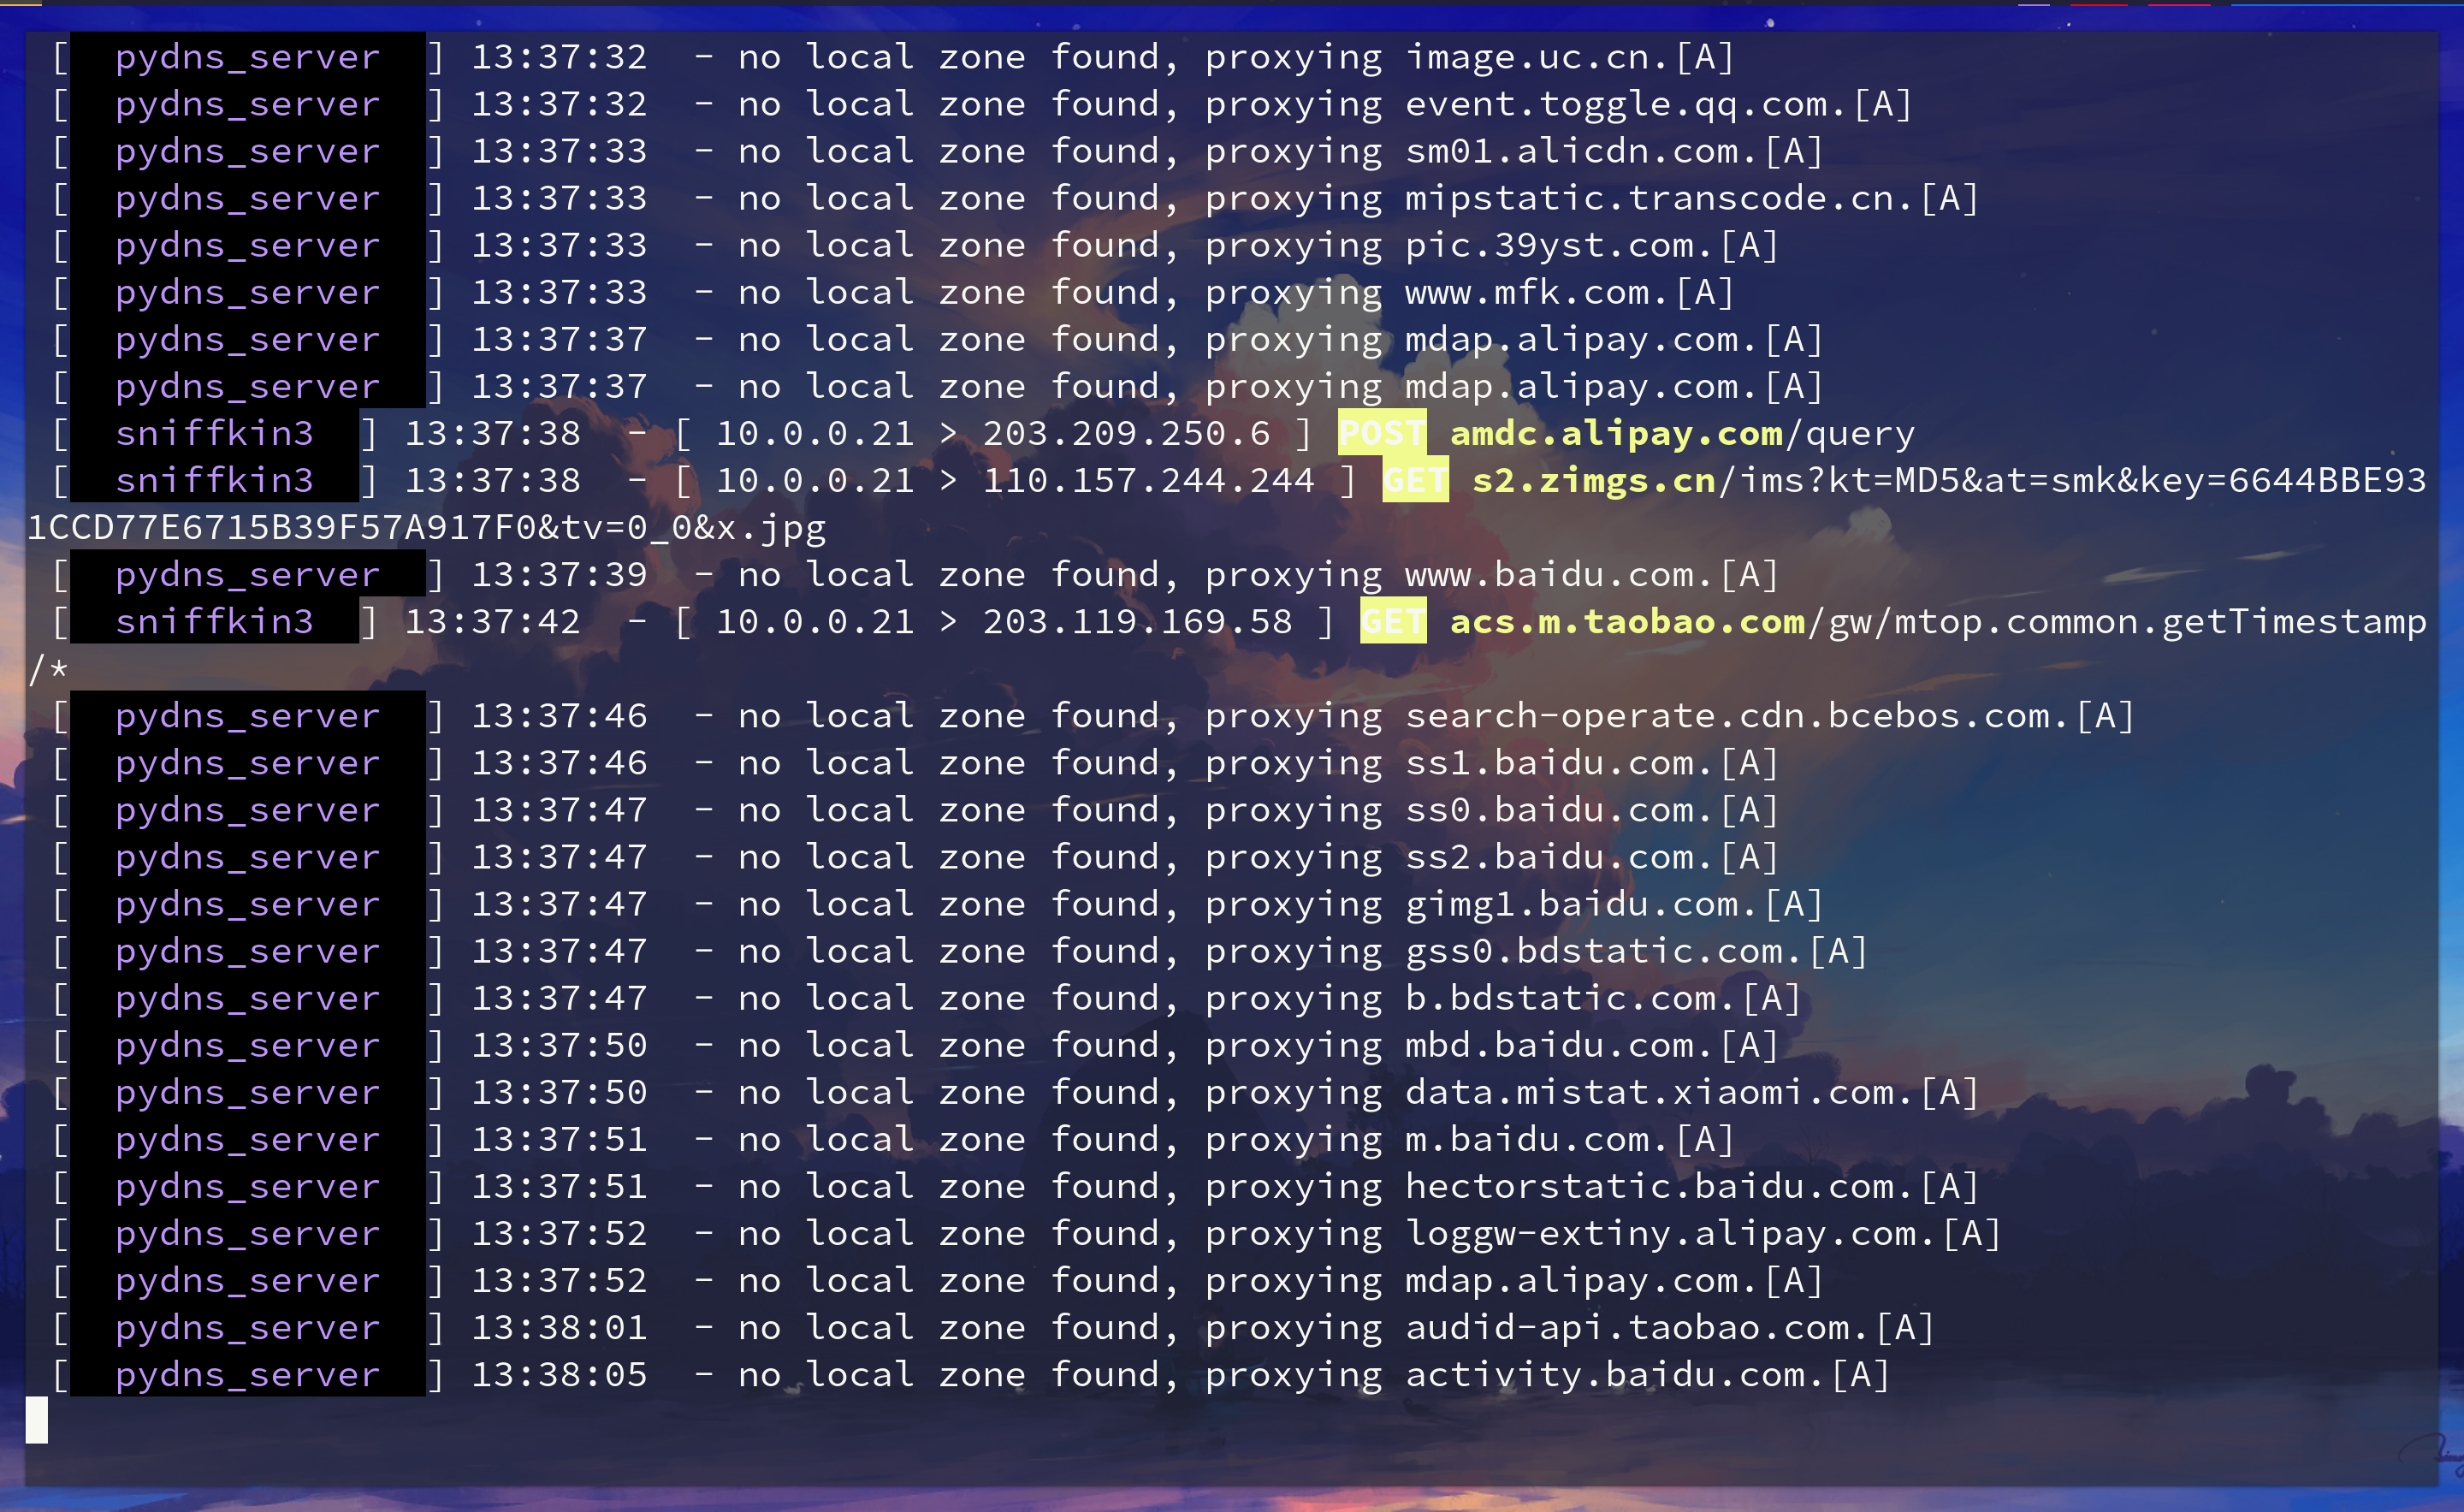 [ pydns_server ] 13:37:32 - no local zone found, proxying image.uc.cn.[A]
[ pydns_server ] 13:37:32 - no local zone found, proxying event.toggle.qq.com.[A]
[ pydns_server ] 13:37:33 - no local zone found, proxying sm01.alicdn.com.[A]
[ pydns_server ] 13:37:33 - no local zone found, proxying mipstatic.transcode.cn.[A]
[ pydns_server ] 13:37:33 - no local zone found, proxying pic.39yst.com.[A]
[ pydns_server ] 13:37:33 - no local zone found, proxying www.mfk.com.[A]
[ pydns_server ] 13:37:37 - no local zone found, proxying mdap.alipay.com.[A]
[ pydns_server ] 13:37:37 - no local zone found, proxying mdap.alipay.com.[A]
[ sniffkin3 ] 13:37:38 - [ 10.0.0.21 > 203.209.250.6 ] POST amdc.alipay.com/query
[ sniffkin3 ] 13:37:38 - [ 10.0.0.21 > 110.157.244.244 ] GET s2.zimgs.cn/ims?kt=MD5&at=smk&key=6644BBE93
1CCD77E6715B39F57A917F0&tv=0_0&x.jpg
[ pydns_server ] 13:37:39 - no local zone found, proxying www.baidu.com.[A]
[ sniffkin3 ] 13:37:42 - [ 10.0.0.21 > 203.119.169.58 ] GET acs.m.taobao.com/gw/mtop.common.getTimestamp
/*
[ pydns_server ] 13:37:46 - no local zone found, proxying search-operate.cdn.bcebos.com.[A]
[ pydns_server ] 13:37:46 - no local zone found, proxying ss1.baidu.com.[A]
[ pydns_server ] 13:37:47 - no local zone found, proxying ss0.baidu.com.[A]
[ pydns_server ] 13:37:47 - no local zone found, proxying ss2.baidu.com.[A]
[ pydns_server ] 13:37:47 - no local zone found, proxying gimg1.baidu.com.[A]
[ pydns_server ] 13:37:47 - no local zone found, proxying gss0.bdstatic.com.[A]
[ pydns_server ] 13:37:47 - no local zone found, proxying b.bdstatic.com.[A]
[ pydns_server ] 13:37:50 - no local zone found, proxying mbd.baidu.com.[A]
[ pydns_server ] 13:37:50 - no local zone found, proxying data.mistat.xiaomi.com.[A]
[ pydns_server ] 13:37:51 - no local zone found, proxying m.baidu.com.[A]
[ pydns_server ] 13:37:51 - no local zone found, proxying hectorstatic.baidu.com.[A]
[ pydns_server ] 13:37:52 - no local zone found, proxying loggw-extiny.alipay.com.[A]
[ pydns_server ] 13:37:52 - no local zone found, proxying mdap.alipay.com.[A]
[ pydns_server ] 13:38:01 - no local zone found, proxying audid-api.taobao.com.[A]
[ pydns_server ] 13:38:05 - no local zone found, proxying activity.baidu.com.[A]